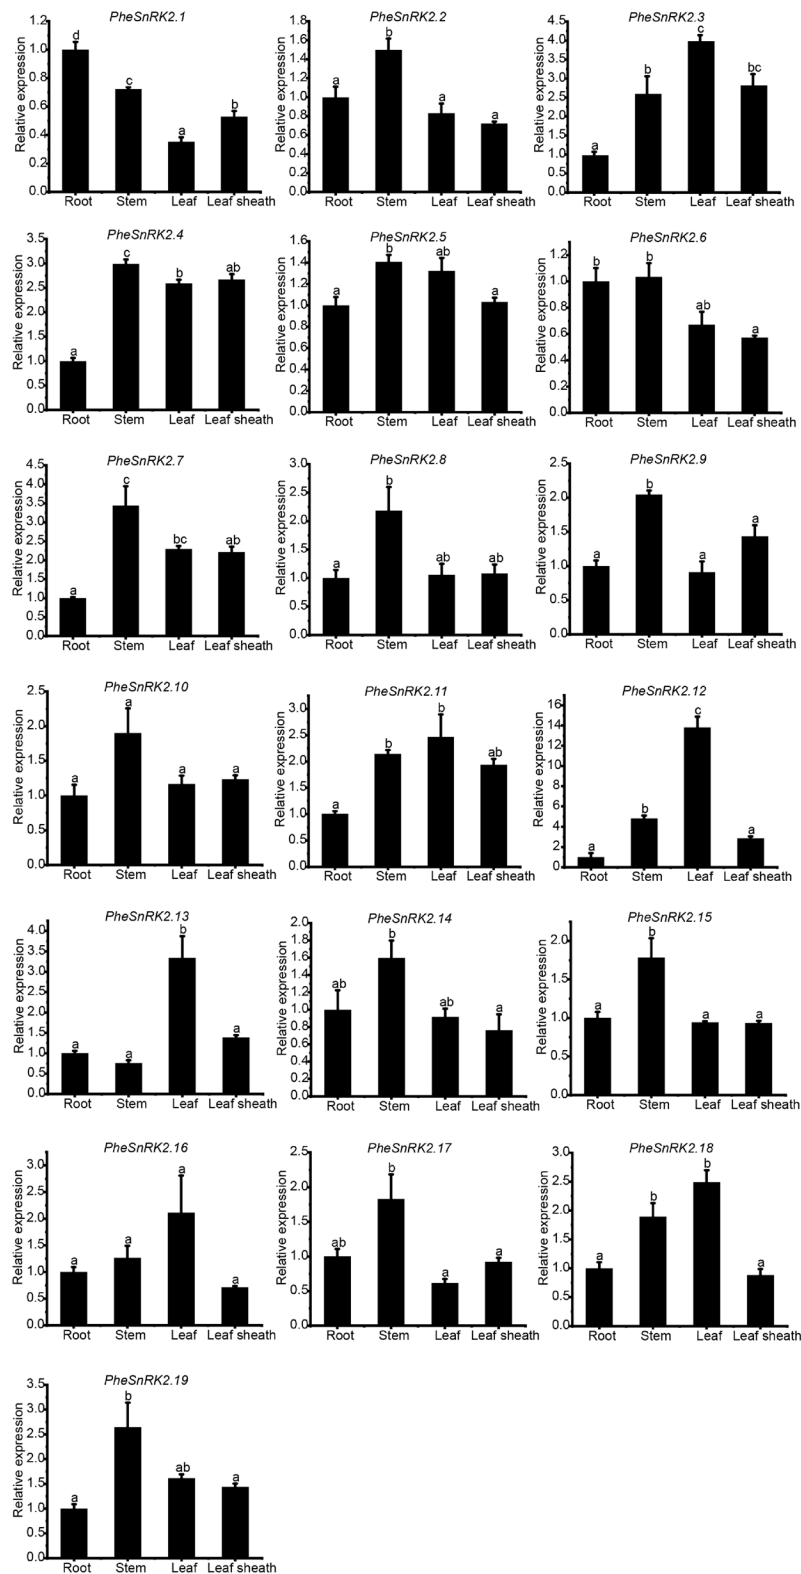 PheSnRK2.1
Relative expression
1.2
1.0
0.8
0.6
0.4
0.2
0.0
d c a b
Root Stem Leaf Leaf sheath
PheSnRK2.2
Relative expression
1.8
1.6
1.4
1.2
1.0
0.8
0.6
0.4
0.2
0.0
a b a a
Root Stem Leaf Leaf sheath
PheSnRK2.3
Relative expression
4.5
4.0
3.5
3.0
2.5
2.0
1.5
1.0
0.5
0.0
a b c bc
Root Stem Leaf Leaf sheath
PheSnRK2.4
Relative expression
3.5
3.0
2.5
2.0
1.5
1.0
0.5
0.0
a c b ab
Root Stem Leaf Leaf sheath
PheSnRK2.5
Relative expression
1.6
1.4
1.2
1.0
0.8
0.6
0.4
0.2
0.0
a b ab a
Root Stem Leaf Leaf sheath
PheSnRK2.6
Relative expression
1.2
1.0
0.8
0.6
0.4
0.2
0.0
b b ab a
Root Stem Leaf Leaf sheath
PheSnRK2.7
Relative expression
4.5
4.0
3.5
3.0
2.5
2.0
1.5
1.0
0.5
0.0
a c bc ab
Root Stem Leaf Leaf sheath
PheSnRK2.8
Relative expression
3.0
2.5
2.0
1.5
1.0
0.5
0.0
a b ab ab
Root Stem Leaf Leaf sheath
PheSnRK2.9
Relative expression
2.5
2.0
1.5
1.0
0.5
0.0
a b a a
Root Stem Leaf Leaf sheath
PheSnRK2.10
Relative expression
2.5
2.0
1.5
1.0
0.5
0.0
a a a a
Root Stem Leaf Leaf sheath
PheSnRK2.11
Relative expression
3.0
2.5
2.0
1.5
1.0
0.5
0.0
a b b ab
Root Stem Leaf Leaf sheath
PheSnRK2.12
Relative expression
16
14
12
10
8
6
4
2
0
a b c a
Root Stem Leaf Leaf sheath
PheSnRK2.13
Relative expression
4.0
3.5
3.0
2.5
2.0
1.5
1.0
0.5
0.0
a a b a
Root Stem Leaf Leaf sheath
PheSnRK2.14
Relative expression
2.0
1.8
1.6
1.4
1.2
1.0
0.8
0.6
0.4
0.2
0.0
ab b ab a
Root Stem Leaf Leaf sheath
PheSnRK2.15
Relative expression
2.0
1.5
1.0
0.5
0.0
a b a a
Root Stem Leaf Leaf sheath
PheSnRK2.16
Relative expression
3.0
2.5
2.0
1.5
1.0
0.5
0.0
a a a a
Root Stem Leaf Leaf sheath
PheSnRK2.17
Relative expression
2.5
2.0
1.5
1.0
0.5
0.0
ab b a a
Root Stem Leaf Leaf sheath
PheSnRK2.18
Relative expression
3.0
2.5
2.0
1.5
1.0
0.5
0.0
a b b a
Root Stem Leaf Leaf sheath
PheSnRK2.19
Relative expression
3.5
3.0
2.5
2.0
1.5
1.0
0.5
0.0
a b ab a
Root Stem Leaf Leaf sheath